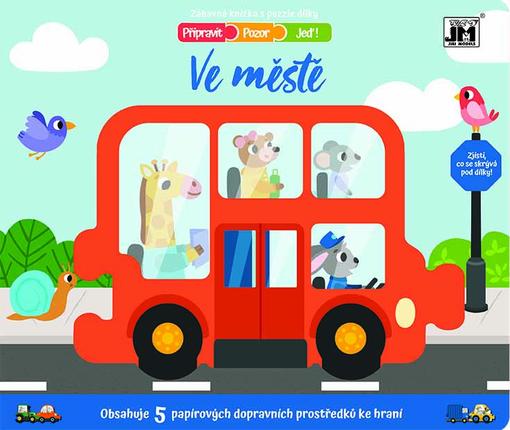 Zábavná knížka s puzzle dílky
Připravit Pozor Jeď!
JM
JIRI MODELS
®
Ve městě
Zjisti,
co se skrývá
pod dílky!
Obsahuje 5 papírových dopravních prostředků ke hraní